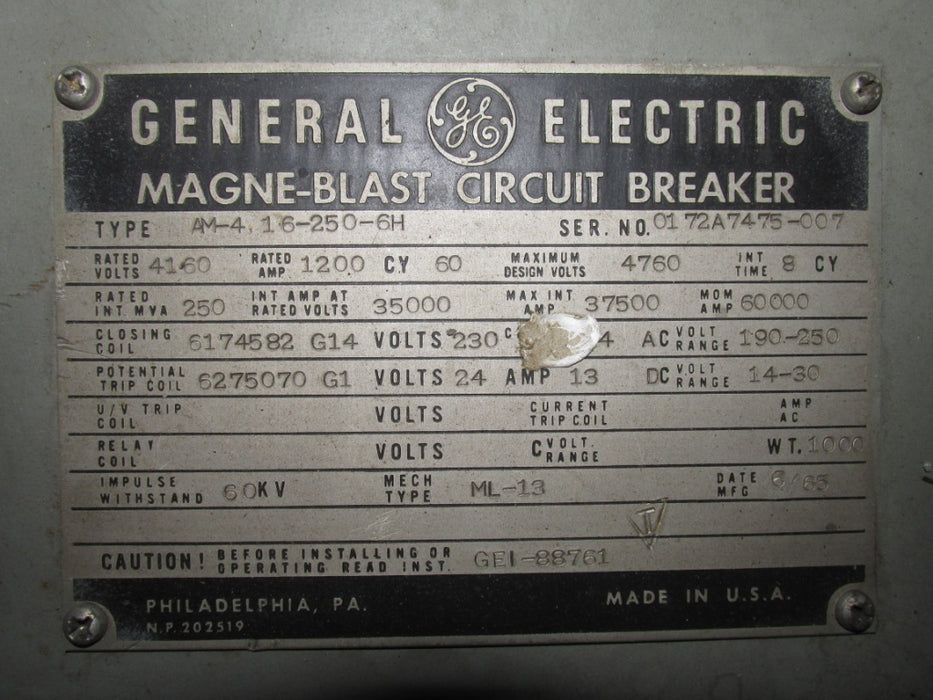 GENERAL GE ELECTRIC
MAGNE-BLAST CIRCUIT BREAKER
TYPE AM-4.16-250-6H SER. NO. 0172A7475-007
RATED VOLTS 4160 RATED AMP. 1200 CY 60 MAXIMUM DESIGN VOLTS 4760 INT TIME 8 CY
RATED INT. MVA 250 INT AMP AT RATED VOLTS 35000 MAX INT AMP 37500 MOM AMP 60000
CLOSING COIL 6174582 G14 VOLTS 230 4 AC VOLT RANGE 190-250
POTENTIAL TRIP COIL 6275070 G1 VOLTS 24 AMP 13 DC VOLT RANGE 14-30
U/V TRIP COIL VOLTS CURRENT TRIP COIL AMP AC
RELAY COIL VOLTS C VOLT. RANGE WT. 1000
IMPULSE WITHSTAND 60KV MECH TYPE ML-13 DATE MFG 6/65
CAUTION! BEFORE INSTALLING OR OPERATING READ INST. GEI-88761
PHILADELPHIA, PA. MADE IN U.S.A.
N.P. 202519